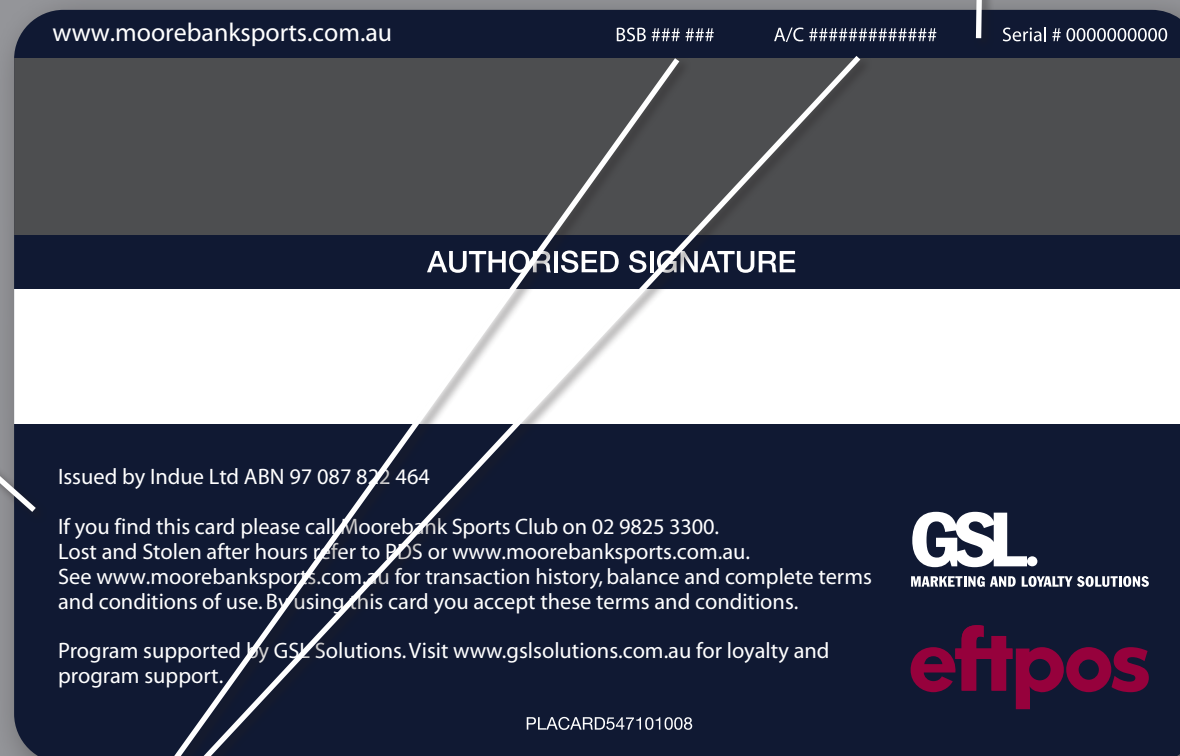 www.moorebanksports.com.au BSB ### ### A/C ############# Serial # 0000000000
AUTHORISED SIGNATURE
Issued by Indue Ltd ABN 97 087 822 464
If you find this card please call Moorebank Sports Club on 02 9825 3300.
Lost and Stolen after hours refer to PDS or www.moorebanksports.com.au.
See www.moorebanksports.com.au for transaction history, balance and complete terms
and conditions of use. By using this card you accept these terms and conditions.
Program supported by GSL Solutions. Visit www.gslsolutions.com.au for loyalty and
program support.
GSL.
MARKETING AND LOYALTY SOLUTIONS
eftpos
PLACARD547101008